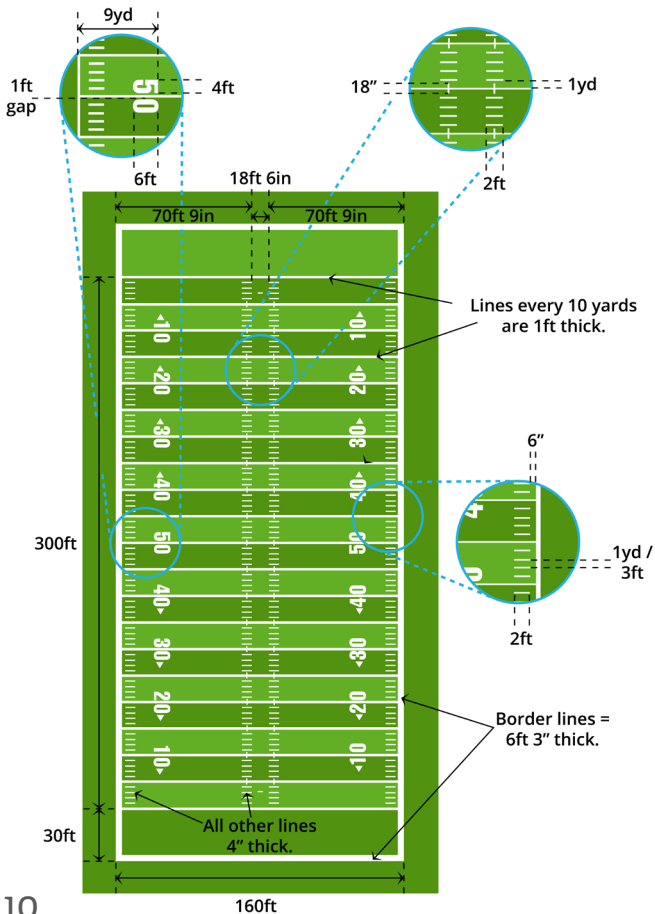 9yd
1ft
gap
50
4ft
6ft
18”
1yd
2ft
18ft 6in
70ft 9in
70ft 9in
Lines every 10 yards
are 1ft thick.
10
10
20
20
30
30
40
40
6”
4
0
1yd /
3ft
2ft
300ft
50
50
40
40
30
30
20
20
Border lines =
6ft 3” thick.
10
10
All other lines
4” thick.
30ft
160ft
10